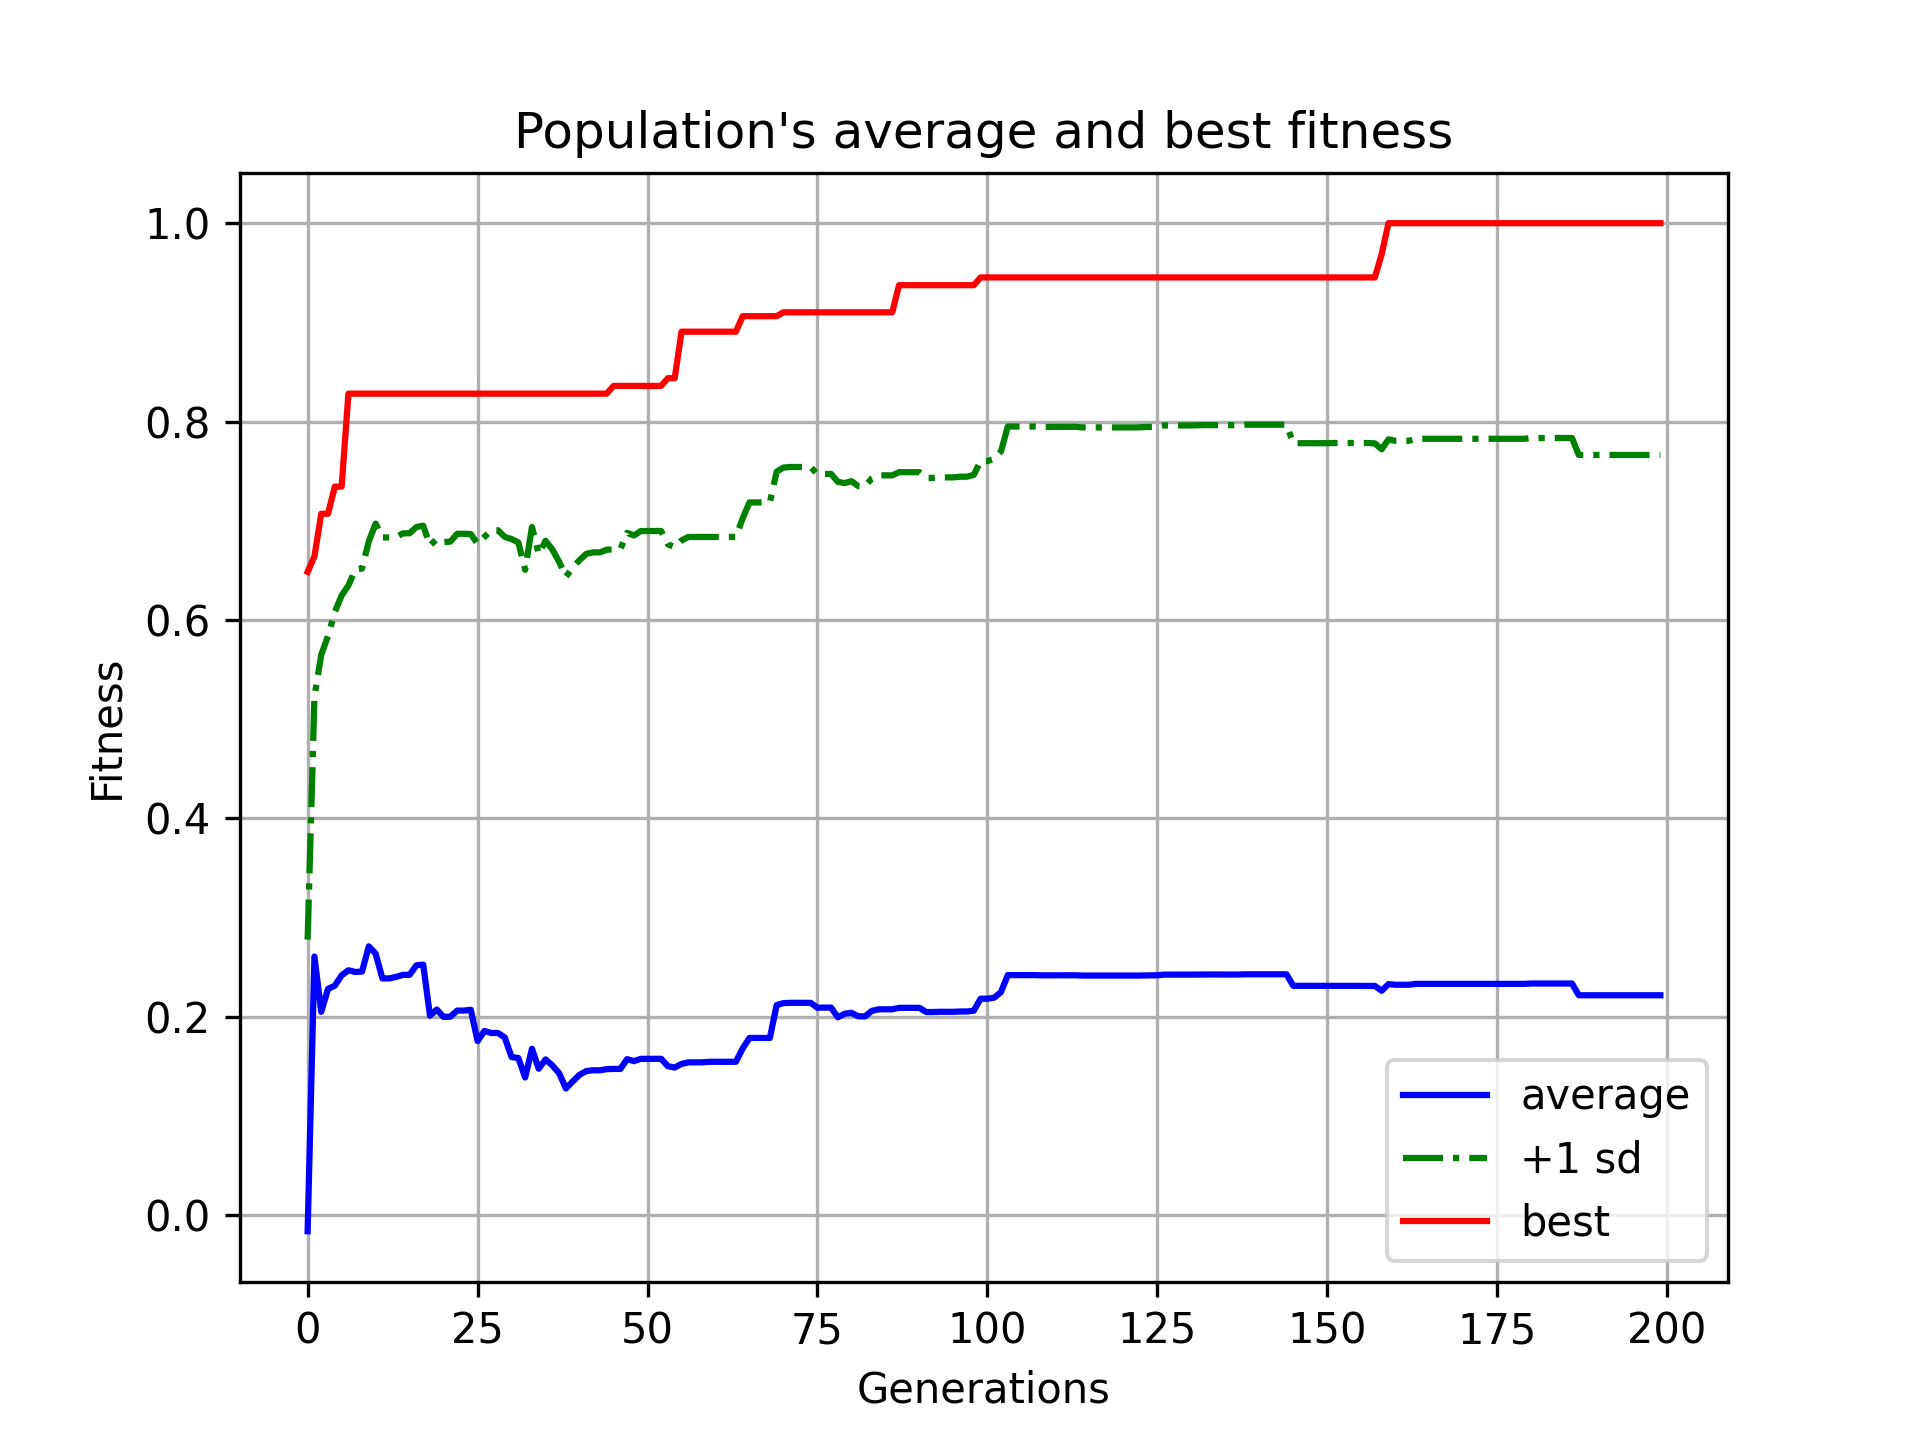 Population's average and best fitness
1.0
0.8
0.6
0.4
0.2
0.0
Fitness
0 25 50 75 100 125 150 175 200
Generations
average
+1 sd
best